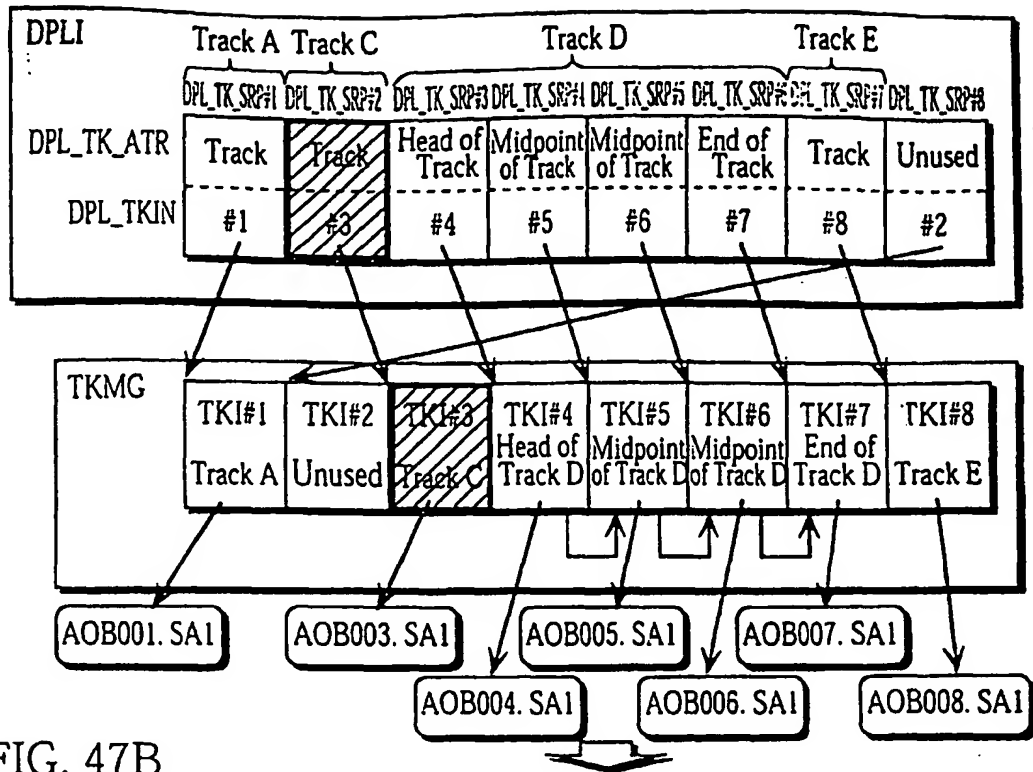 DPLI
Track A Track C Track D Track E
DPL_TK_SRP#1 DPL_TK_SRP#2 DPL_TK_SRP#3 DPL_TK_SRP#4 DPL_TK_SRP#5 DPL_TK_SRP#6 DPL_TK_SRP#7 DPL_TK_SRP#8
DPL_TK_ATR Track Track Head of Track Midpoint of Track Midpoint of Track End of Track Track Unused
DPL_TKIN #1 #3 #4 #5 #6 #7 #8 #2
TKMG
TKI#1 TKI#2 TKI#3 TKI#4 TKI#5 TKI#6 TKI#7 TKI#8
Track A Unused Track C Head of Track D Midpoint of Track D Midpoint of Track D End of Track D Track E
AOB001. SA1 AOB003. SA1 AOB005. SA1 AOB007. SA1
AOB004. SA1 AOB006. SA1 AOB008. SA1
FIG. 47B